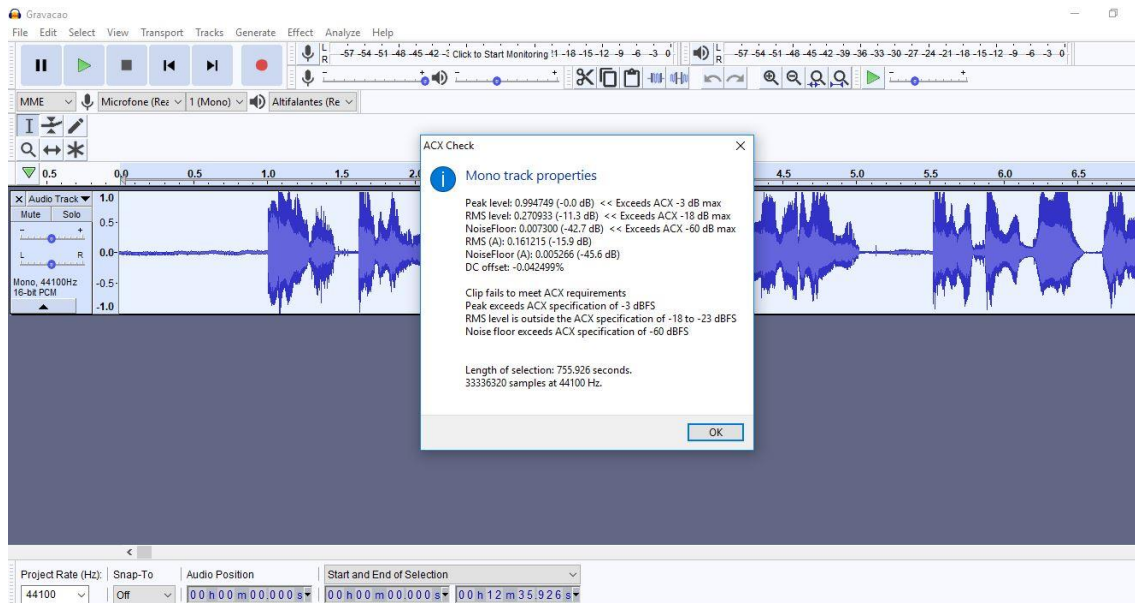 Gravacao
File Edit Select View Transport Tracks Generate Effect Analyze Help
L -57 -54 -51 -48 -45 -42 -3 Click to Start Monitoring !1 -18 -15 -12 -9 -6 -3 0
R
L -57 -54 -51 -48 -45 -42 -39 -36 -33 -30 -27 -24 -21 -18 -15 -12 -9 -6 -3 0
R
MME Microfone (Rea 1 (Mono) Altifalantes (Re
0.5 0,0 0.5 1.0 1.5 4.5 5.0 5.5 6.0 6.5
Audio Track
Mute Solo
- +
L R
Mono, 44100Hz
16-bit PCM
1.0
0.5-
0.0-
-0.5-
-1.0
ACX Check
Mono track properties
Peak level: 0.994749 (-0.0 dB) << Exceeds ACX -3 dB max
RMS level: 0.270933 (-11.3 dB) << Exceeds ACX -18 dB max
NoiseFloor: 0.007300 (-42.7 dB) << Exceeds ACX -60 dB max
RMS (A): 0.161215 (-15.9 dB)
NoiseFloor (A): 0.005266 (-45.6 dB)
DC offset: -0.042499%
Clip fails to meet ACX requirements
Peak exceeds ACX specification of -3 dBFS
RMS level is outside the ACX specification of -18 to -23 dBFS
Noise floor exceeds ACX specification of -60 dBFS
Length of selection: 755.926 seconds.
33336320 samples at 44100 Hz.
OK
Project Rate (Hz): Snap-To Audio Position Start and End of Selection
44100 Off 00 h 00 m 00.000 s 00 h 00 m 00.000 s 00 h 12 m 35.926 s